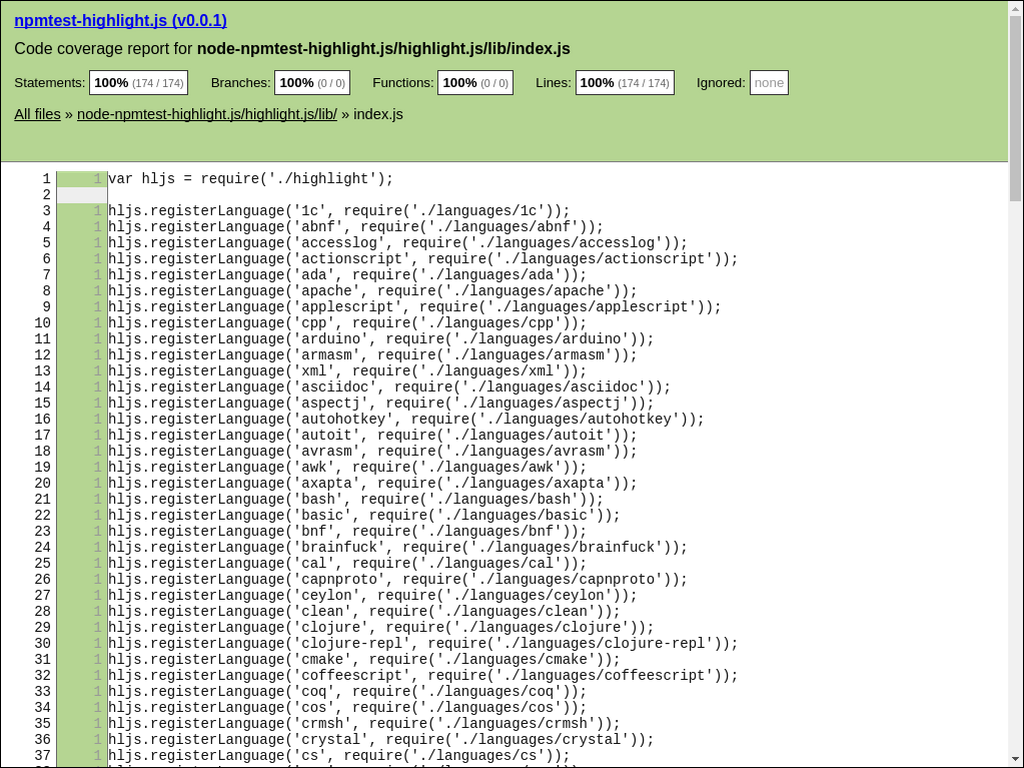 npmtest-highlight.js (v0.0.1)
Code coverage report for node-npmtest-highlight.js/highlight.js/lib/index.js
Statements: 100% (174 / 174) Branches: 100% (0 / 0) Functions: 100% (0 / 0) Lines: 100% (174 / 174) Ignored: none
All files » node-npmtest-highlight.js/highlight.js/lib/ » index.js
1 1 var hljs = require('./highlight');
2
3 1 hljs.registerLanguage('1c', require('./languages/1c'));
4 1 hljs.registerLanguage('abnf', require('./languages/abnf'));
5 1 hljs.registerLanguage('accesslog', require('./languages/accesslog'));
6 1 hljs.registerLanguage('actionscript', require('./languages/actionscript'));
7 1 hljs.registerLanguage('ada', require('./languages/ada'));
8 1 hljs.registerLanguage('apache', require('./languages/apache'));
9 1 hljs.registerLanguage('applescript', require('./languages/applescript'));
10 1 hljs.registerLanguage('cpp', require('./languages/cpp'));
11 1 hljs.registerLanguage('arduino', require('./languages/arduino'));
12 1 hljs.registerLanguage('armasm', require('./languages/armasm'));
13 1 hljs.registerLanguage('xml', require('./languages/xml'));
14 1 hljs.registerLanguage('asciidoc', require('./languages/asciidoc'));
15 1 hljs.registerLanguage('aspectj', require('./languages/aspectj'));
16 1 hljs.registerLanguage('autohotkey', require('./languages/autohotkey'));
17 1 hljs.registerLanguage('autoit', require('./languages/autoit'));
18 1 hljs.registerLanguage('avrasm', require('./languages/avrasm'));
19 1 hljs.registerLanguage('awk', require('./languages/awk'));
20 1 hljs.registerLanguage('axapta', require('./languages/axapta'));
21 1 hljs.registerLanguage('bash', require('./languages/bash'));
22 1 hljs.registerLanguage('basic', require('./languages/basic'));
23 1 hljs.registerLanguage('bnf', require('./languages/bnf'));
24 1 hljs.registerLanguage('brainfuck', require('./languages/brainfuck'));
25 1 hljs.registerLanguage('cal', require('./languages/cal'));
26 1 hljs.registerLanguage('capnproto', require('./languages/capnproto'));
27 1 hljs.registerLanguage('ceylon', require('./languages/ceylon'));
28 1 hljs.registerLanguage('clean', require('./languages/clean'));
29 1 hljs.registerLanguage('clojure', require('./languages/clojure'));
30 1 hljs.registerLanguage('clojure-repl', require('./languages/clojure-repl'));
31 1 hljs.registerLanguage('cmake', require('./languages/cmake'));
32 1 hljs.registerLanguage('coffeescript', require('./languages/coffeescript'));
33 1 hljs.registerLanguage('coq', require('./languages/coq'));
34 1 hljs.registerLanguage('cos', require('./languages/cos'));
35 1 hljs.registerLanguage('crmsh', require('./languages/crmsh'));
36 1 hljs.registerLanguage('crystal', require('./languages/crystal'));
37 1 hljs.registerLanguage('cs', require('./languages/cs'));